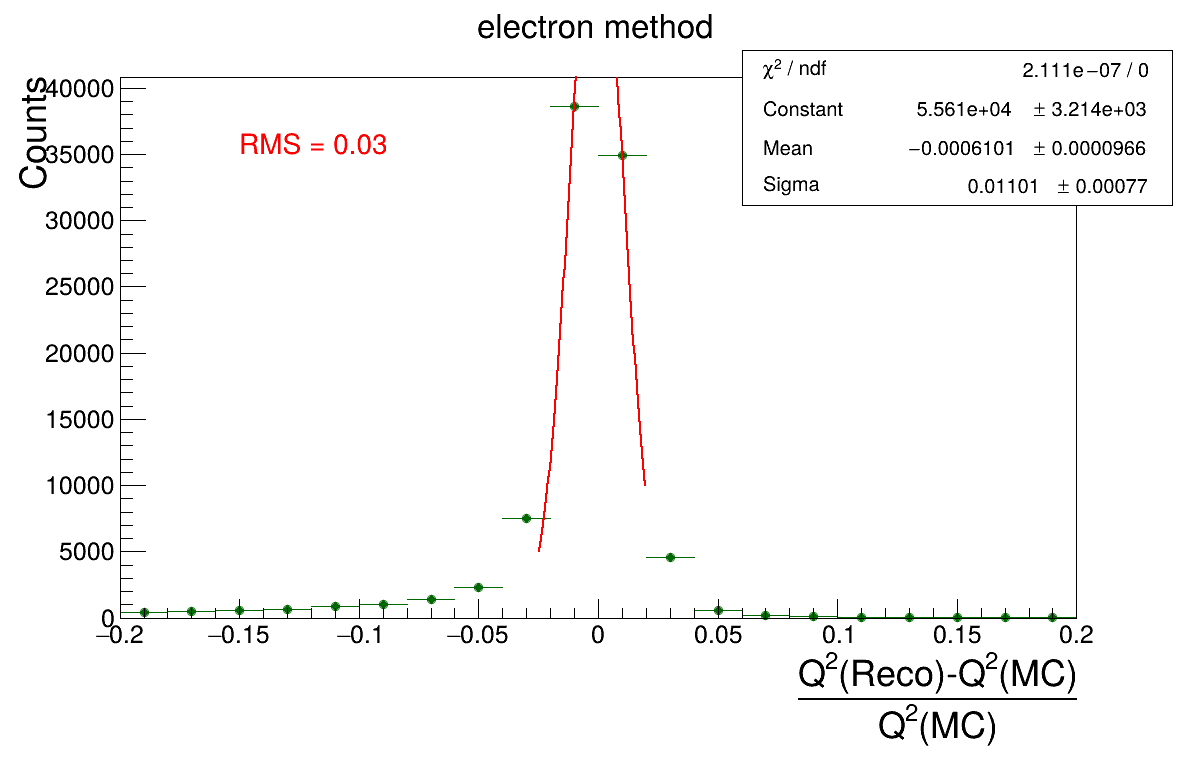 electron method
χ² / ndf 2.111e−07 / 0
Constant 5.561e+04 ± 3.214e+03
Mean −0.0006101 ± 0.0000966
Sigma 0.01101 ± 0.00077
Counts
RMS = 0.03
40000
35000
30000
25000
20000
15000
10000
5000
0
−0.2 −0.15 −0.1 −0.05 0 0.05 0.1 0.15 0.2
Q²(Reco)-Q²(MC)
Q²(MC)